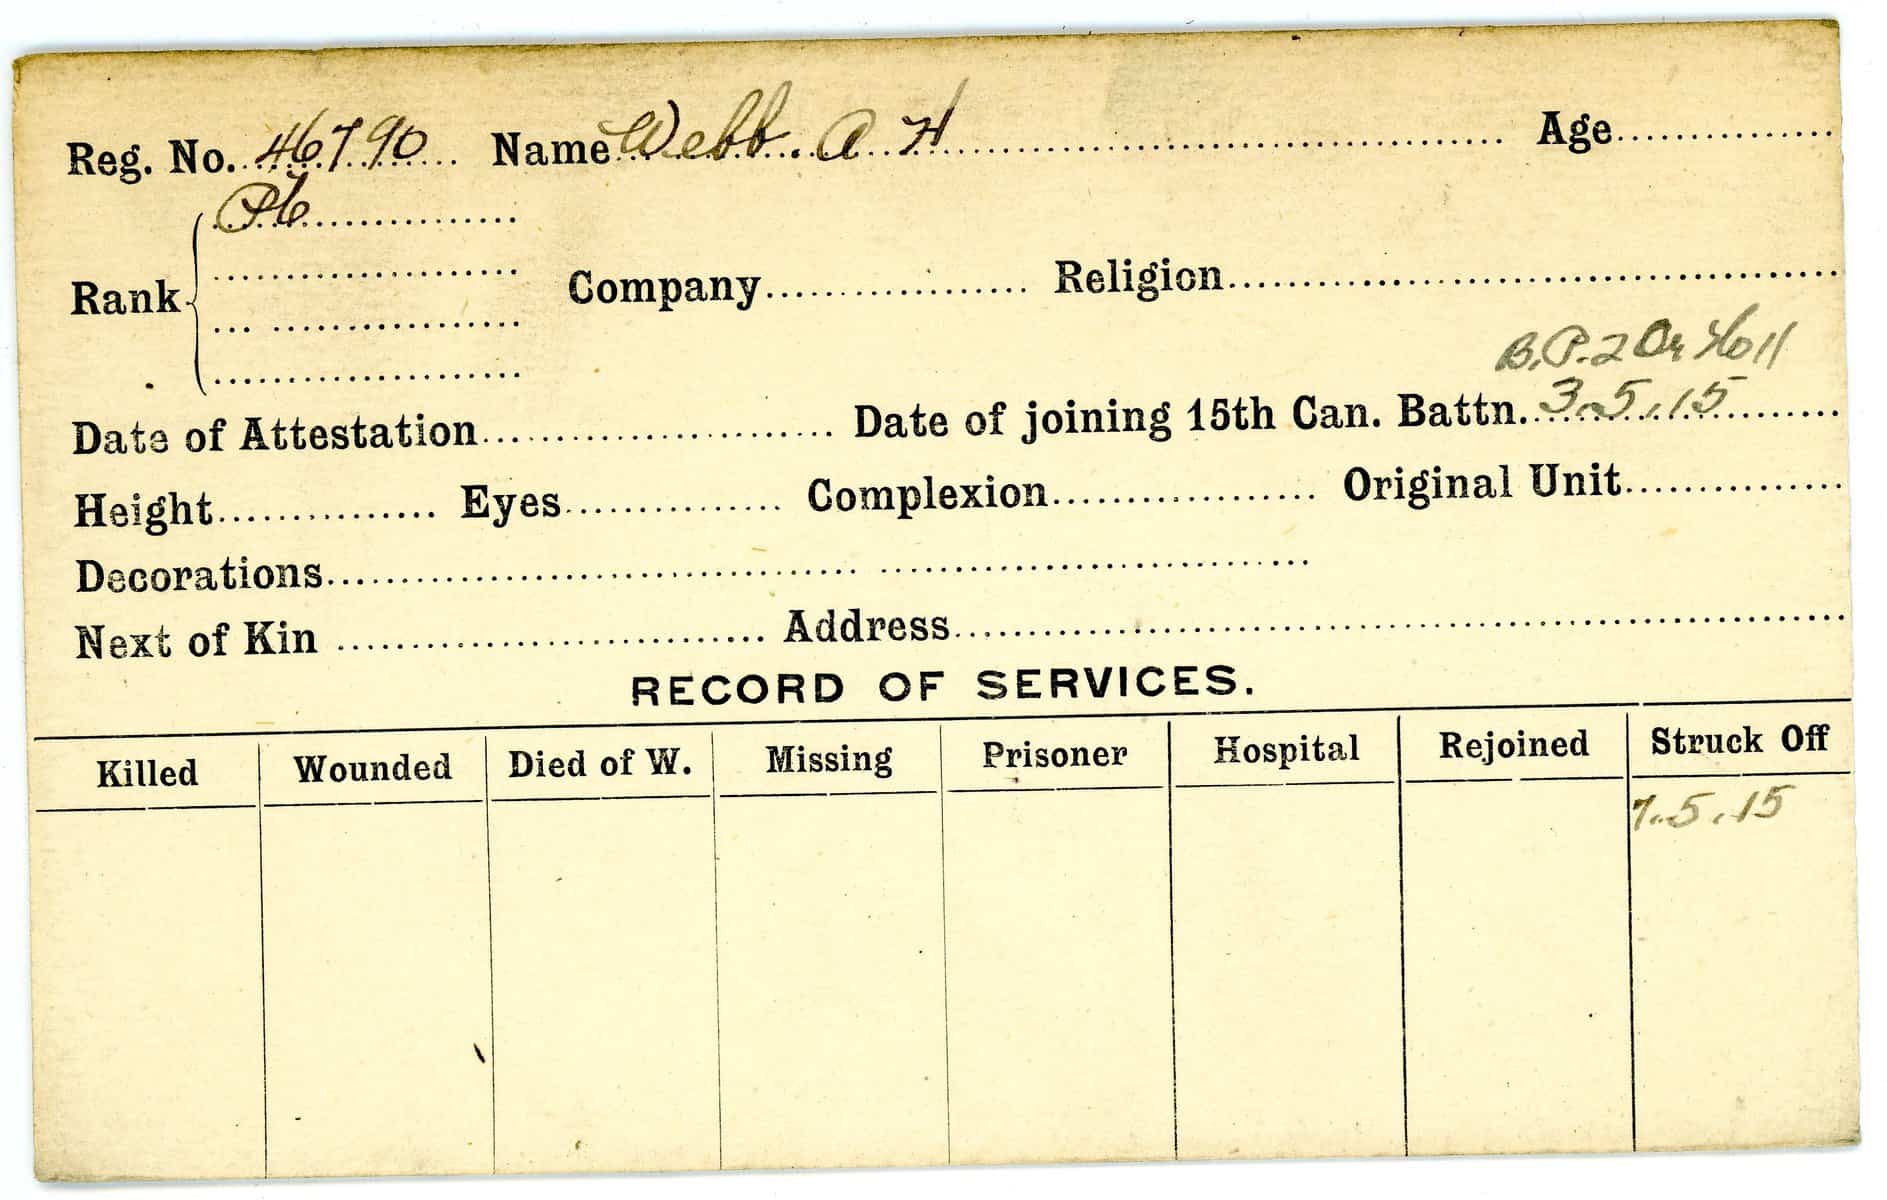 Reg. No. 46790 Name Webb. A H Age
Rank Pte
Company Religion
B.P. 2
Date of Attestation Date of joining 15th Can. Battn. 3.5.15
Height Eyes Complexion Original Unit
Decorations
Next of Kin Address
RECORD OF SERVICES.
Killed Wounded Died of W. Missing Prisoner Hospital Rejoined Struck Off
7.5.15